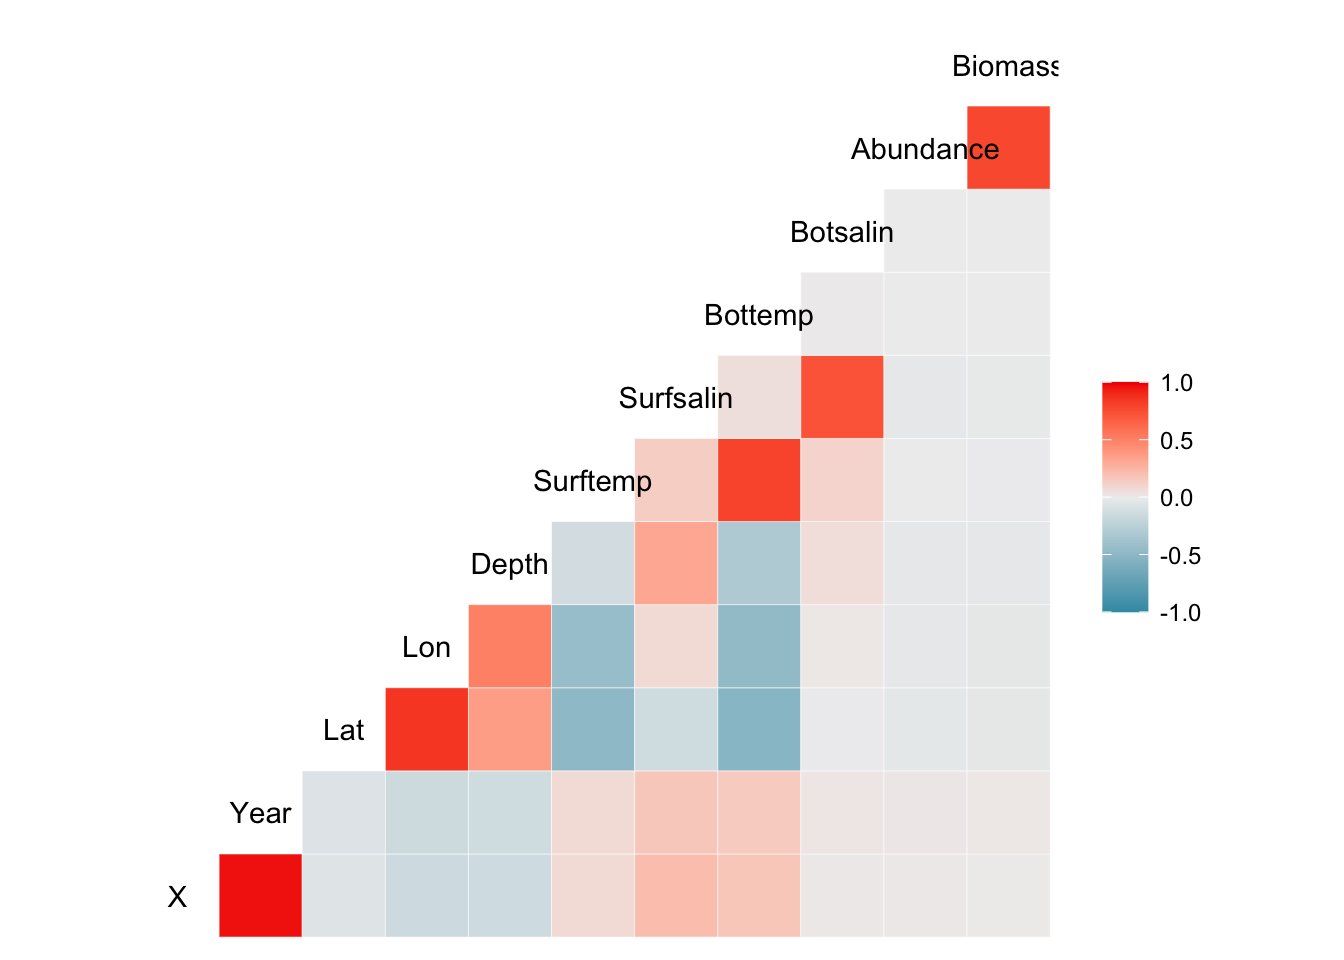 Biomass
Abundance
Botsalin
Bottemp
Surfsalin
Surftemp
Depth
Lon
Lat
Year
X
1.0
0.5
0.0
-0.5
-1.0